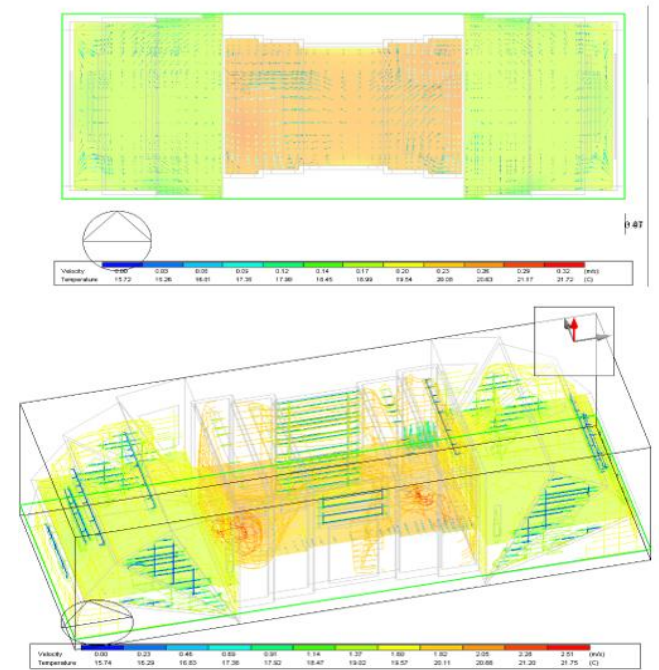 Velocity 0.00 0.03 0.06 0.09 0.12 0.14 0.17 0.20 0.23 0.26 0.29 0.32 (m/s)
Temperature 15.72 16.26 16.81 17.35 17.90 18.45 18.99 19.54 20.08 20.63 21.17 21.72 (C)
Velocity 0.00 0.23 0.46 0.69 0.91 1.14 1.37 1.60 1.82 2.05 2.28 2.51 (m/s)
Temperature 15.74 16.29 16.83 17.38 17.92 18.47 19.02 19.57 20.11 20.66 21.20 21.75 (C)